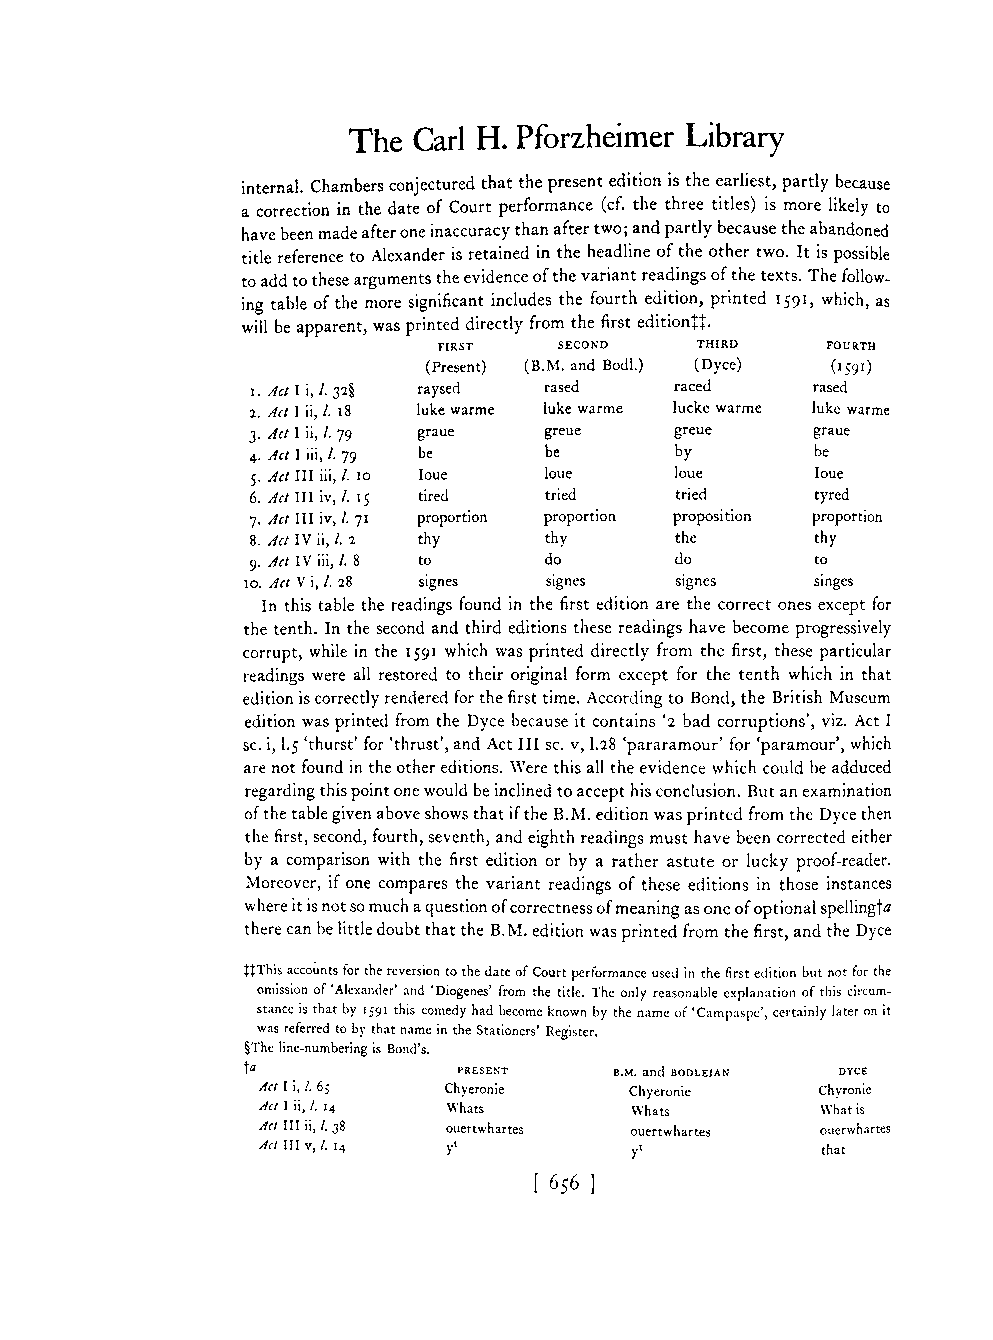 The Carl H. Pforzheimer Library
internal. Chambers conjectured that the present edition is the earliest, partly because
a correction in the date of Court performance (cf. the three titles) is more likely to
have been made after one inaccuracy than after two; and partly because the abandoned
title reference to Alexander is retained in the headline of the other two. It is possible
to add to these arguments the evidence of the variant readings of the texts. The follow-
ing table of the more significant includes the fourth edition, printed 1591, which, as
will be apparent, was printed directly from the first edition‡‡.
FIRST SECOND THIRD FOURTH
(Present) (B.M. and Bodl.) (Dyce) (1591)
1. Act I i, l. 32§ raysed rased raced rased
2. Act I ii, l. 18 luke warme luke warme lucke warme luke warme
3. Act I ii, l. 79 graue greue greue graue
4. Act I iii, l. 79 be be by be
5. Act III iii, l. 10 Ioue loue loue Ioue
6. Act III iv, l. 15 tired tried tried tyred
7. Act III iv, l. 71 proportion proportion proposition proportion
8. Act IV ii, l. 2 thy thy the thy
9. Act IV iii, l. 8 to do do to
10. Act V i, l. 28 signes signes signes singes
In this table the readings found in the first edition are the correct ones except for
the tenth. In the second and third editions these readings have become progressively
corrupt, while in the 1591 which was printed directly from the first, these particular
readings were all restored to their original form except for the tenth which in that
edition is correctly rendered for the first time. According to Bond, the British Museum
edition was printed from the Dyce because it contains '2 bad corruptions', viz. Act I
sc. i, l.5 'thurst' for 'thrust', and Act III sc. v, l.28 'pararamour' for 'paramour', which
are not found in the other editions. Were this all the evidence which could be adduced
regarding this point one would be inclined to accept his conclusion. But an examination
of the table given above shows that if the B.M. edition was printed from the Dyce then
the first, second, fourth, seventh, and eighth readings must have been corrected either
by a comparison with the first edition or by a rather astute or lucky proof-reader.
Moreover, if one compares the variant readings of these editions in those instances
where it is not so much a question of correctness of meaning as one of optional spelling†a
there can be little doubt that the B.M. edition was printed from the first, and the Dyce
‡‡This accounts for the reversion to the date of Court performance used in the first edition but not for the
omission of 'Alexander' and 'Diogenes' from the title. The only reasonable explanation of this circum-
stance is that by 1591 this comedy had become known by the name of 'Campaspe', certainly later on it
was referred to by that name in the Stationers' Register.
§The line-numbering is Bond's.
†a PRESENT B.M. and BODLEIAN DYCE
Act I i, l. 65 Chyeronie Chyeronie Chyronie
Act I ii, l. 14 Whats Whats What is
Act III ii, l. 38 ouertwhartes ouertwhartes ouerwhartes
Act III v, l. 14 yᵗ yᵗ that
[ 656 ]